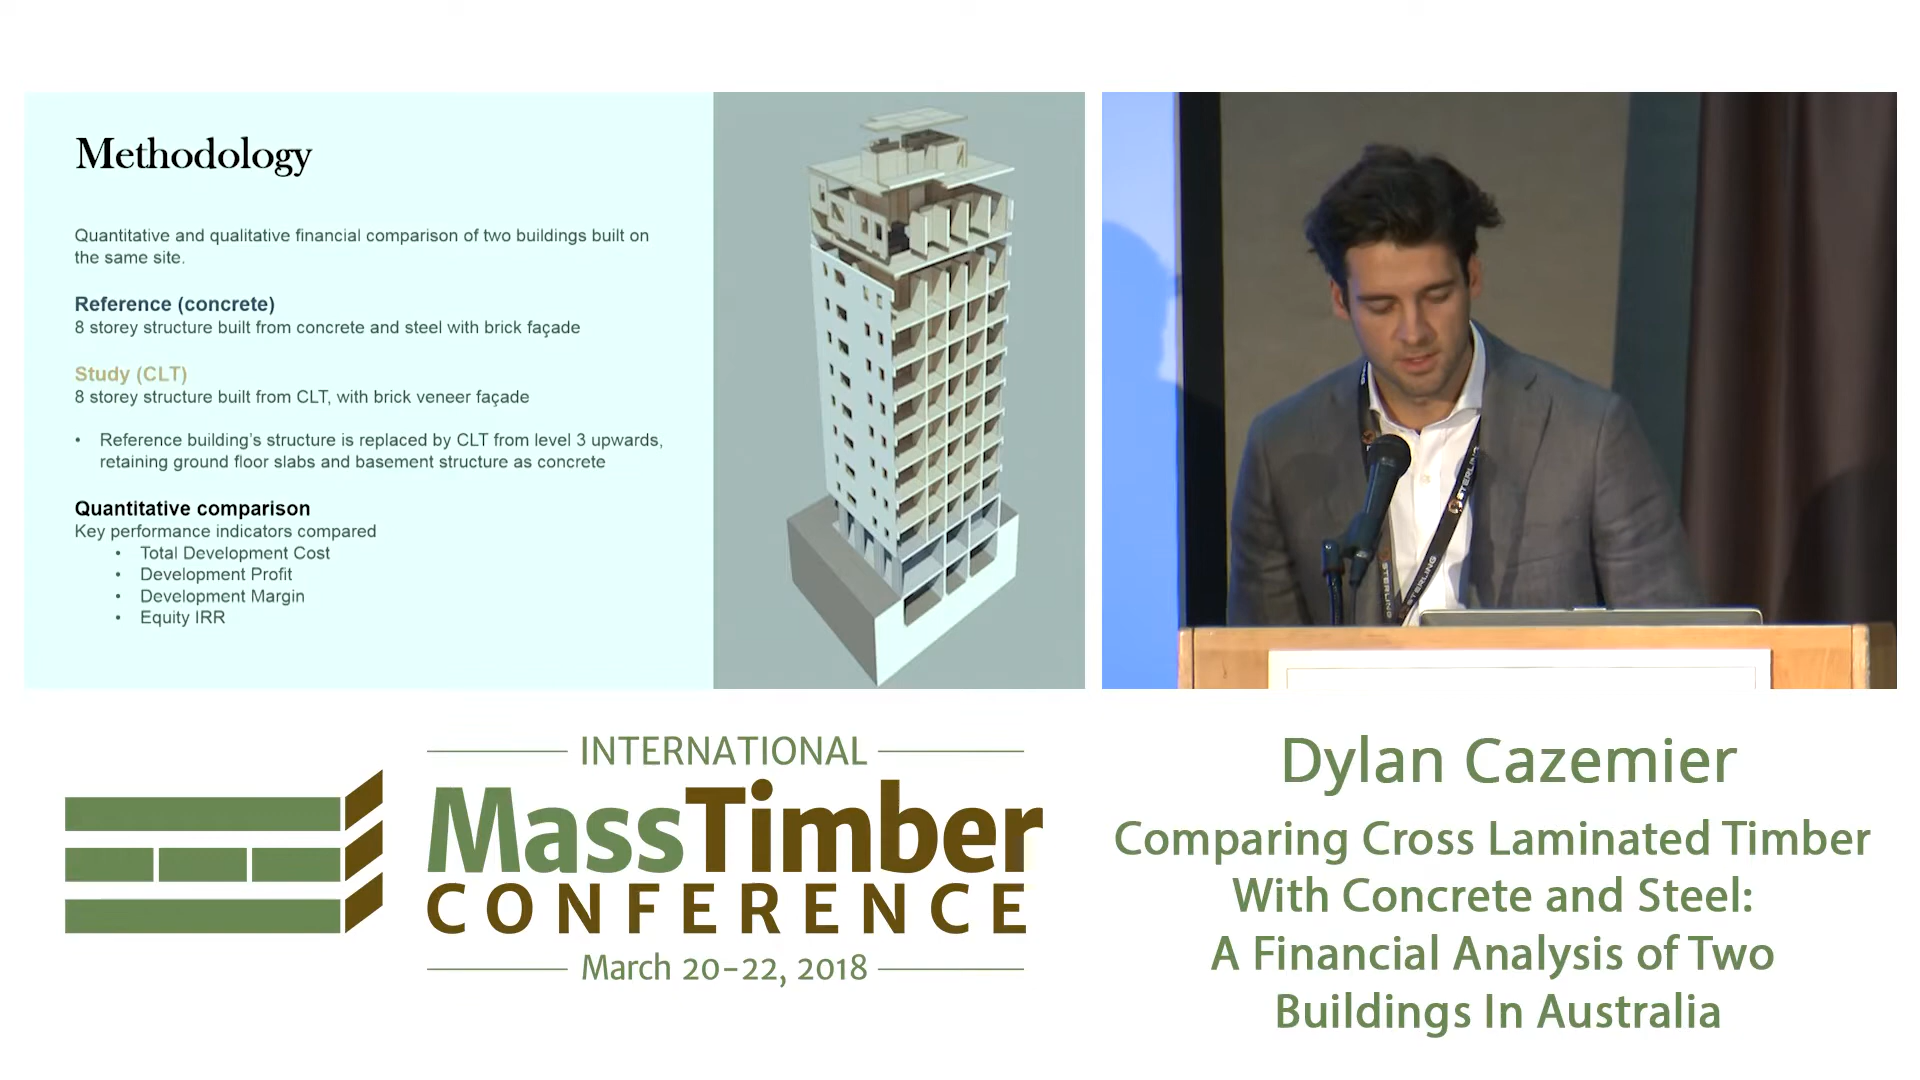 Methodology
Quantitative and qualitative financial comparison of two buildings built on
the same site.
Reference (concrete)
8 storey structure built from concrete and steel with brick façade
Study (CLT)
8 storey structure built from CLT, with brick veneer façade
• Reference building's structure is replaced by CLT from level 3 upwards,
retaining ground floor slabs and basement structure as concrete
Quantitative comparison
Key performance indicators compared
• Total Development Cost
• Development Profit
• Development Margin
• Equity IRR
STERLING
STERLING
STERLING
INTERNATIONAL
MassTimber
CONFERENCE
March 20-22, 2018
Dylan Cazemier
Comparing Cross Laminated Timber
With Concrete and Steel:
A Financial Analysis of Two
Buildings In Australia